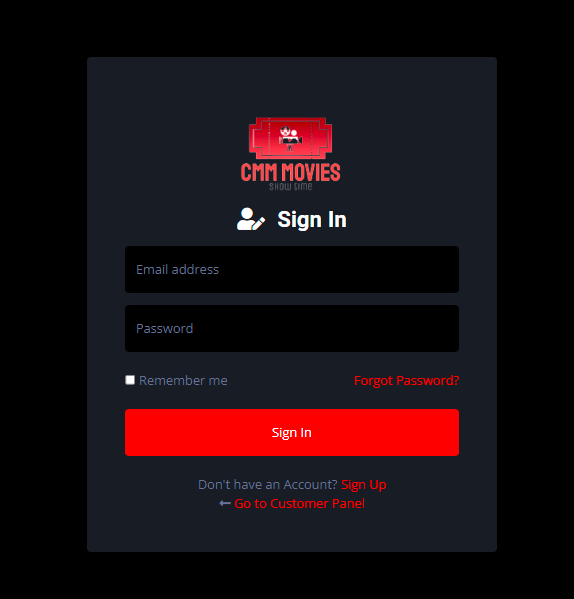 CMM MOVIES
SHOW TIME
Sign In
Email address
Password
Remember me
Forgot Password?
Sign In
Don't have an Account? Sign Up
Go to Customer Panel